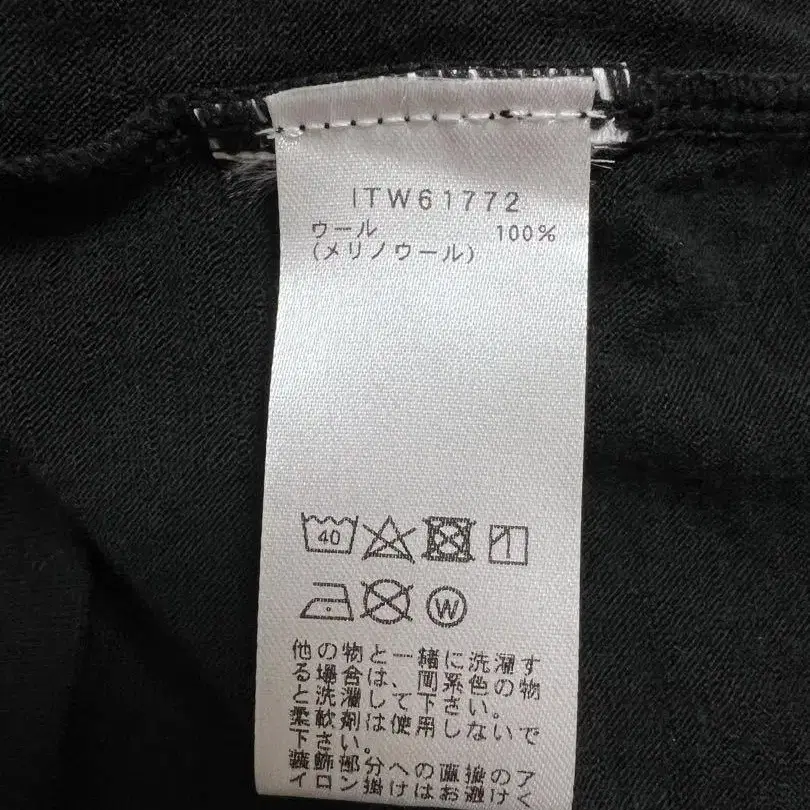 ITW61772
ウール 100%
(メリノウール)
40
W
他の物と一緒に洗濯す
る場合は、同系色の物
と洗濯して下さい。
柔軟剤は使用しないで
下さい。
装飾部分への直接のア
イロン掛けはお避けく